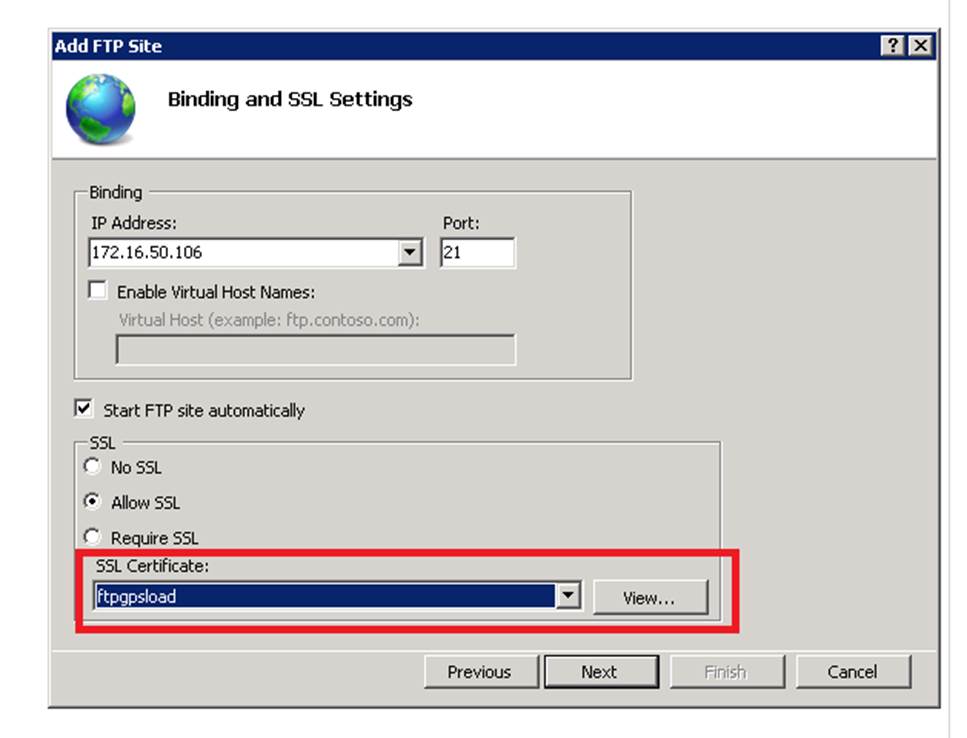 Add FTP Site
Binding and SSL Settings
Binding
IP Address: Port:
172.16.50.106 21
Enable Virtual Host Names:
Virtual Host (example: ftp.contoso.com):
Start FTP site automatically
SSL
No SSL
Allow SSL
Require SSL
SSL Certificate:
ftpgpsload View...
Previous Next Finish Cancel